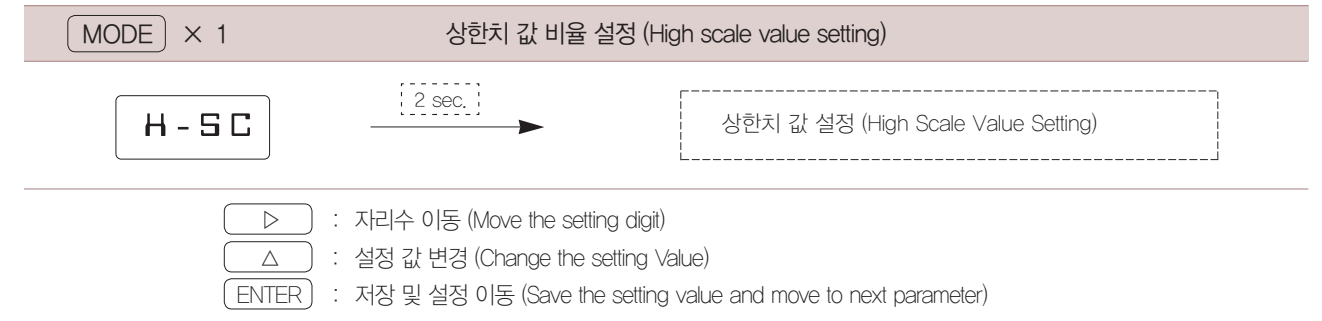 MODE × 1 상한치 값 비율 설정 (High scale value setting)
H-SC 2 sec. 상한치 값 설정 (High Scale Value Setting)
▷ : 자리수 이동 (Move the setting digit)
△ : 설정 값 변경 (Change the setting Value)
ENTER : 저장 및 설정 이동 (Save the setting value and move to next parameter)